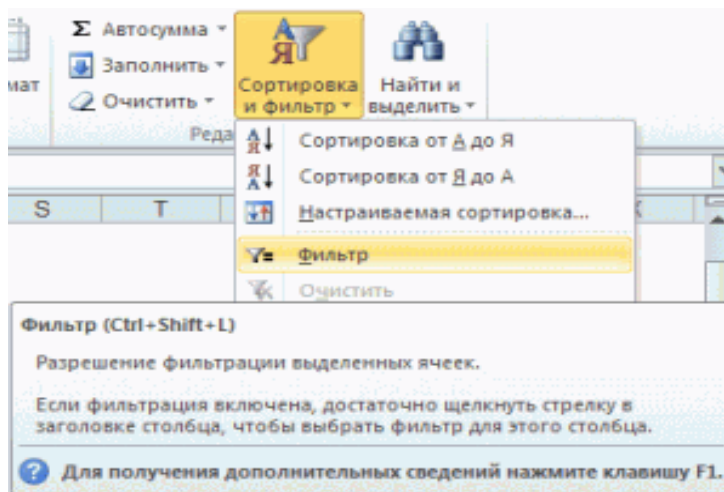 Σ Автосумма
Заполнить
Очистить
мат
Сортировка
и фильтр
Найти и
выделить
Реда
Сортировка от А до Я
Сортировка от Я до А
Настраиваемая сортировка...
Фильтр
Очистить
S T
Фильтр (Ctrl+Shift+L)
Разрешение фильтрации выделенных ячеек.
Если фильтрация включена, достаточно щелкнуть стрелку в
заголовке столбца, чтобы выбрать фильтр для этого столбца.
Для получения дополнительных сведений нажмите клавишу F1.